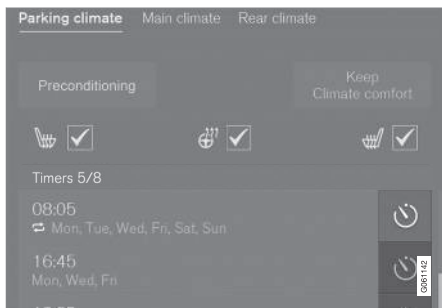 Parking climate Main climate Rear climate
Preconditioning
Keep
Climate comfort
Timers 5/8
08:05
Mon, Tue, Wed, Fri, Sat, Sun
16:45
Mon, Wed, Fri
G061142